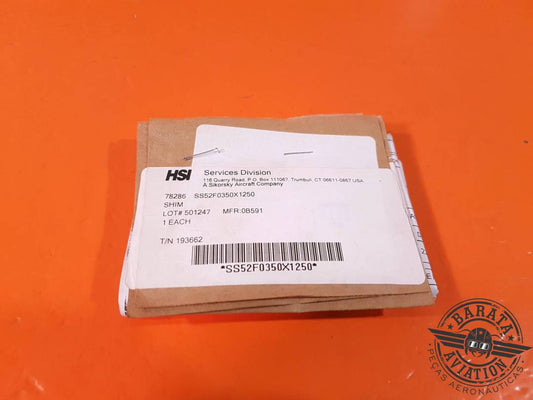 HSI Services Division
116 Quarry Road, P.O. Box 111067, Trumbull, CT 06611-0867 USA
A Sikorsky Aircraft Company
78286 SS52F0350X1250
SHIM
LOT# 501247 MFR:0B591
1 EACH
T/N 193662
*SS52F0350X1250*
BARATA
AVIATION
PEÇAS AERONÁUTICAS